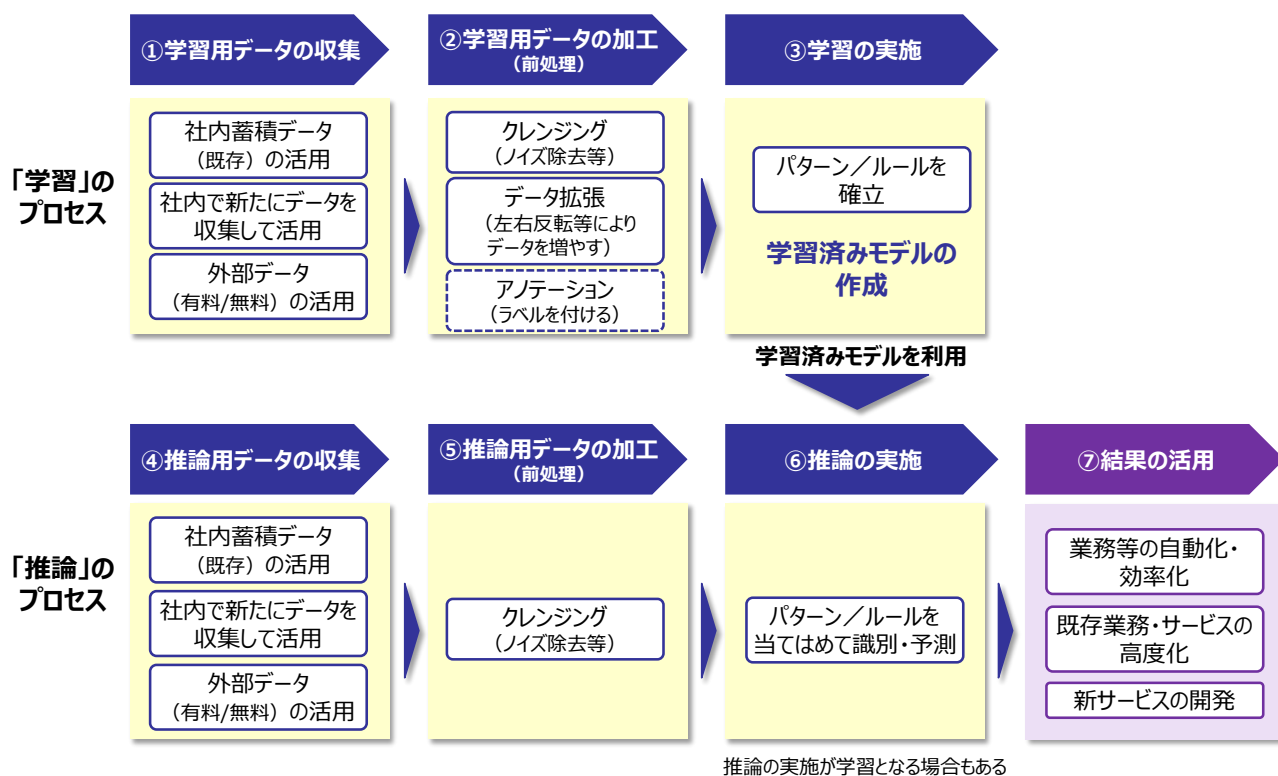 ①学習用データの収集
②学習用データの加工
（前処理）
③学習の実施
「学習」の
プロセス
社内蓄積データ
（既存）の活用
社内で新たにデータを
収集して活用
外部データ
（有料/無料）の活用
クレンジング
（ノイズ除去等）
データ拡張
（左右反転等により
データを増やす）
アノテーション
（ラベルを付ける）
パターン／ルールを
確立
学習済みモデルの
作成
学習済みモデルを利用
④推論用データの収集
⑤推論用データの加工
（前処理）
⑥推論の実施
⑦結果の活用
「推論」の
プロセス
社内蓄積データ
（既存）の活用
社内で新たにデータを
収集して活用
外部データ
（有料/無料）の活用
クレンジング
（ノイズ除去等）
パターン／ルールを
当てはめて識別・予測
業務等の自動化・
効率化
既存業務・サービスの
高度化
新サービスの開発
推論の実施が学習となる場合もある